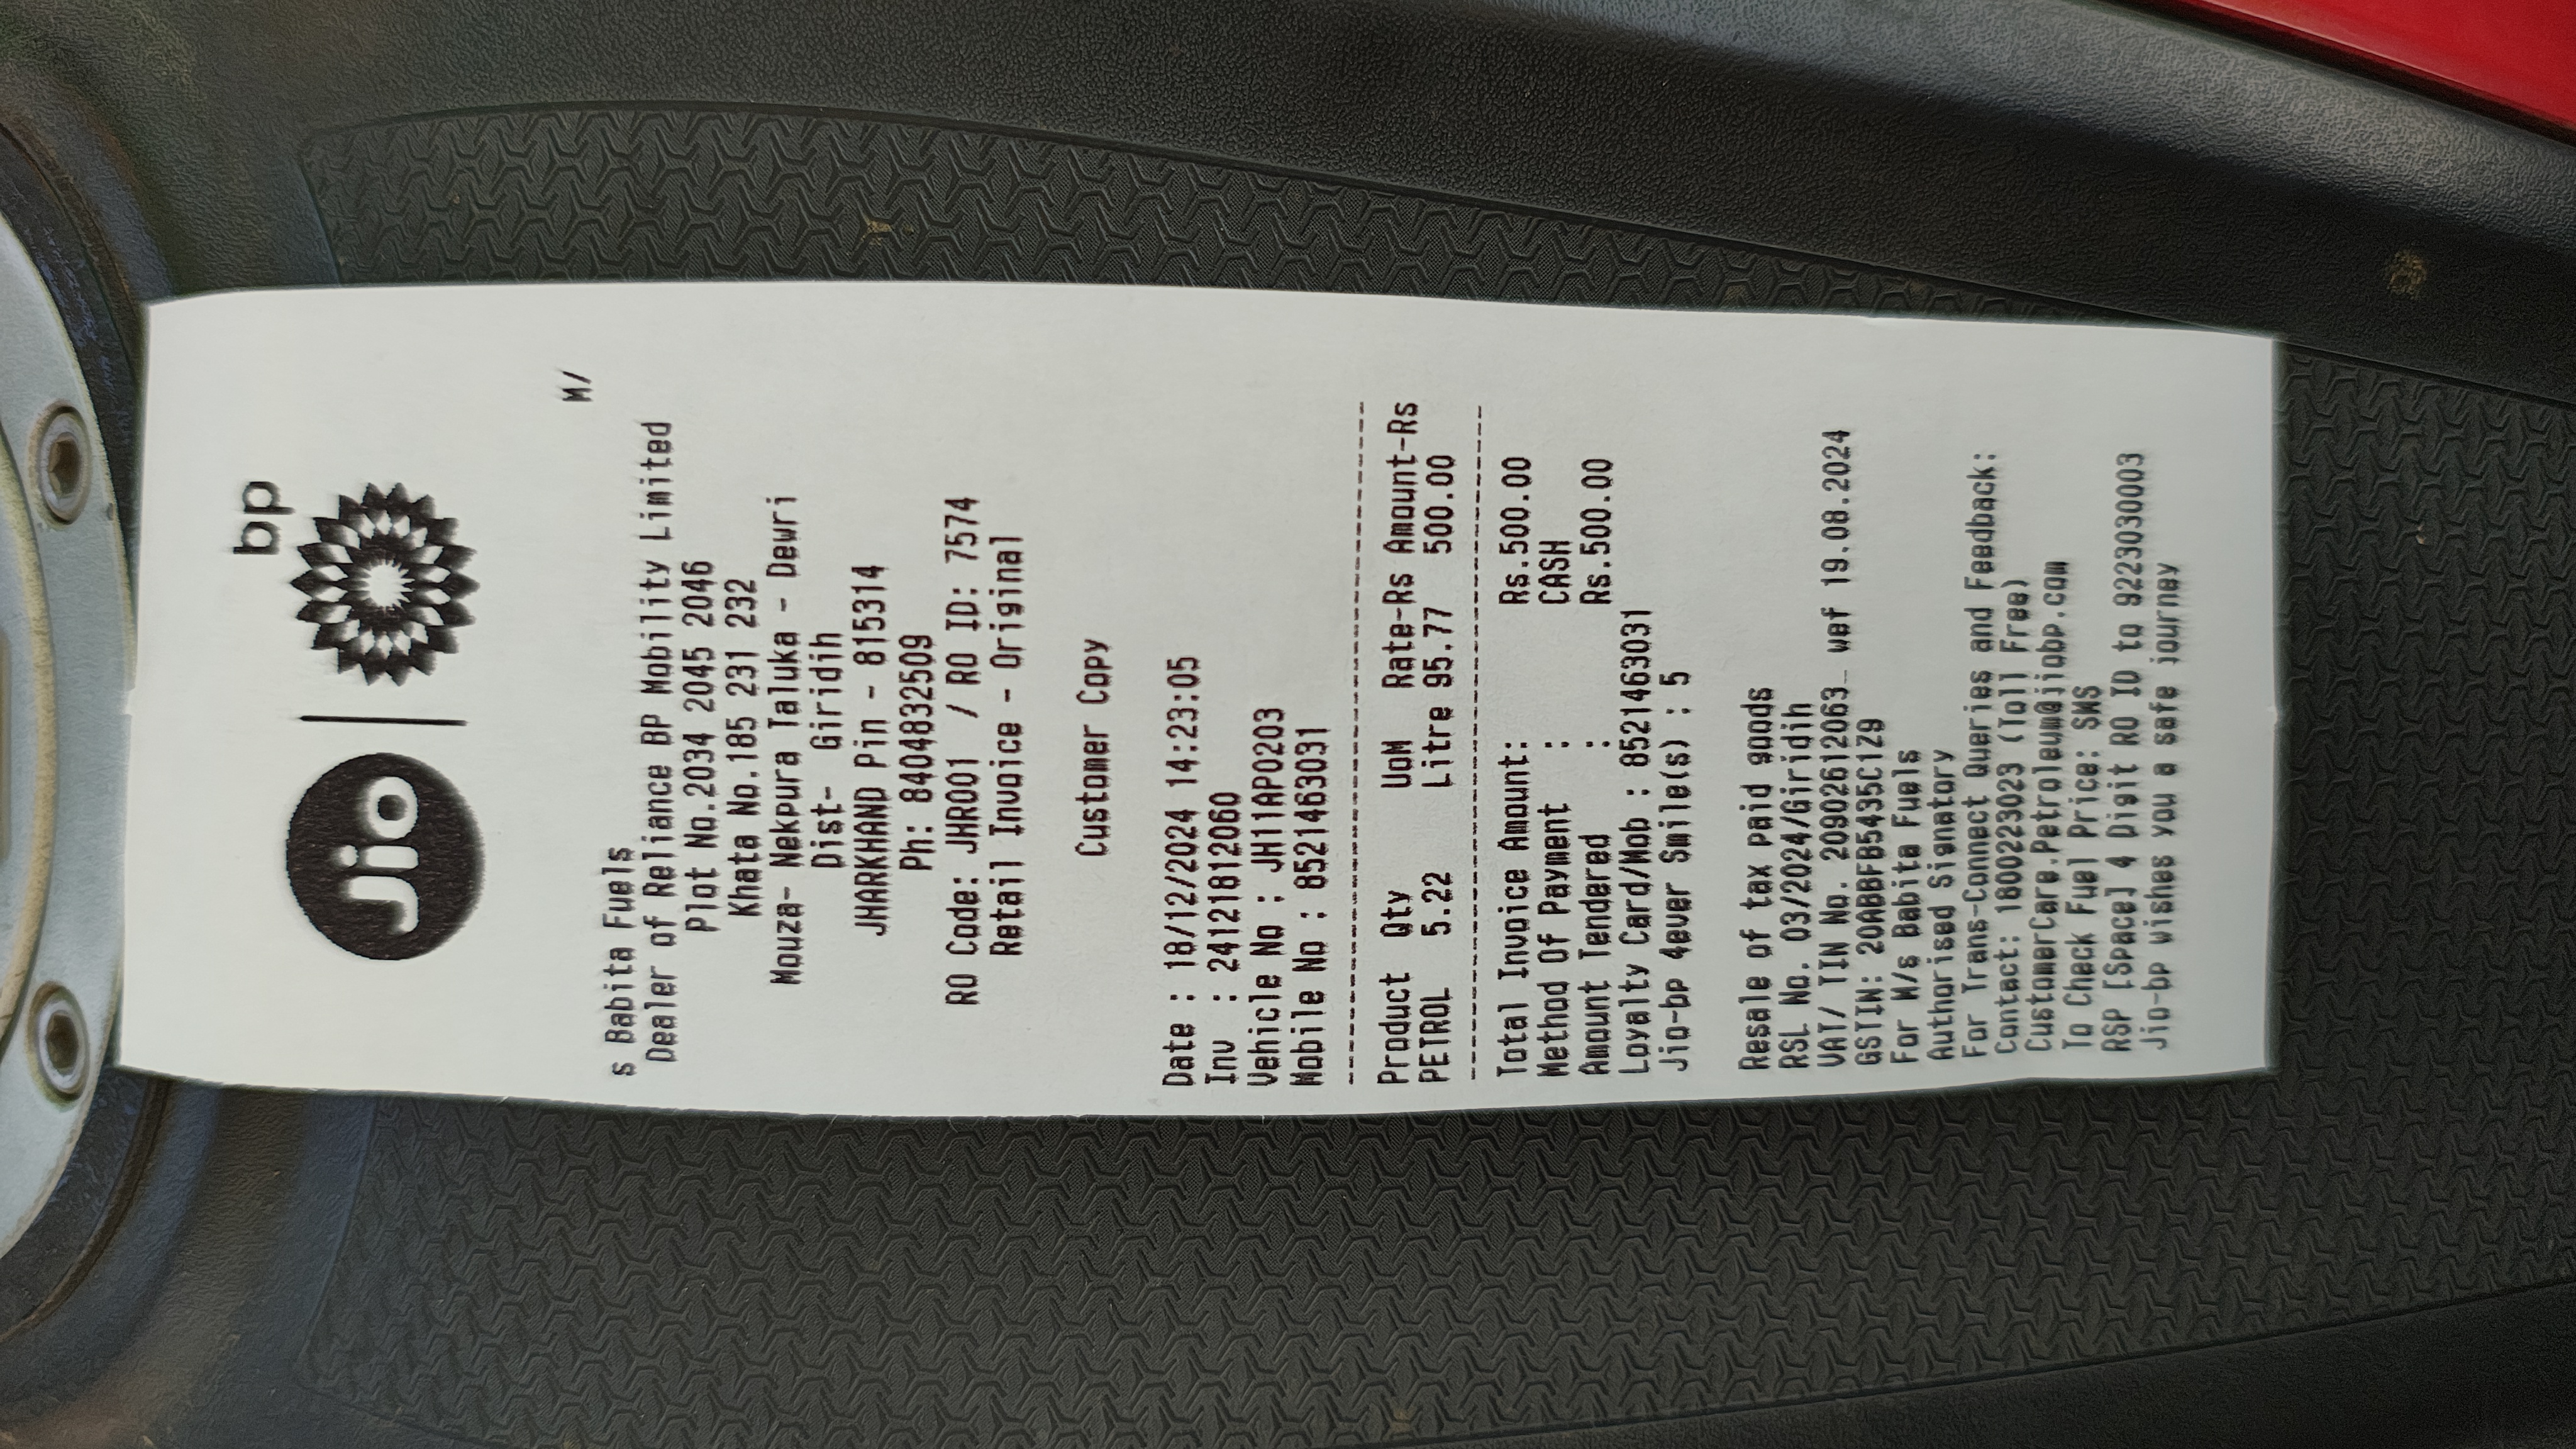 Jio
bp
M/
s Babita Fuels
Dealer of Reliance BP Mobility Limited
Plot No.2034 2045 2046
Khata No.185 231 232
Mouza- Nekpura Taluka - Dewri
Dist- Giridih
JHARKHAND Pin - 815314
Ph: 8404832509
RO Code: JHR001 / RO ID: 7574
Retail Invoice - Original
Customer Copy
Date : 18/12/2024 14:23:05
Inv : 24121812060
Vehicle No : JH11AP0203
Mobile No : 8521463031
Product Qty UoM Rate-Rs Amount-Rs
PETROL 5.22 Litre 95.77 500.00
Total Invoice Amount: Rs.500.00
Method Of Payment : CASH
Amount Tendered : Rs.500.00
Loyalty Card/Mob : 8521463031
Jio-bp 4ever Smile(s) : 5
Resale of tax paid goods
RSL No. 03/2024/Giridih
VAT/ TIN No. 20902612063_ wef 19.08.2024
GSTIN: 20ABBFB5435C1Z9
For M/s Babita Fuels
Authorised Signatory
For Trans-Connect Queries and Feedback:
Contact: 1800223023 (Toll Free)
CustomerCare.Petroleum@jiobp.com
To Check Fuel Price: SMS
RSP [Space] 4 Digit RO ID to 9223030003
Jio-bp wishes you a safe journey